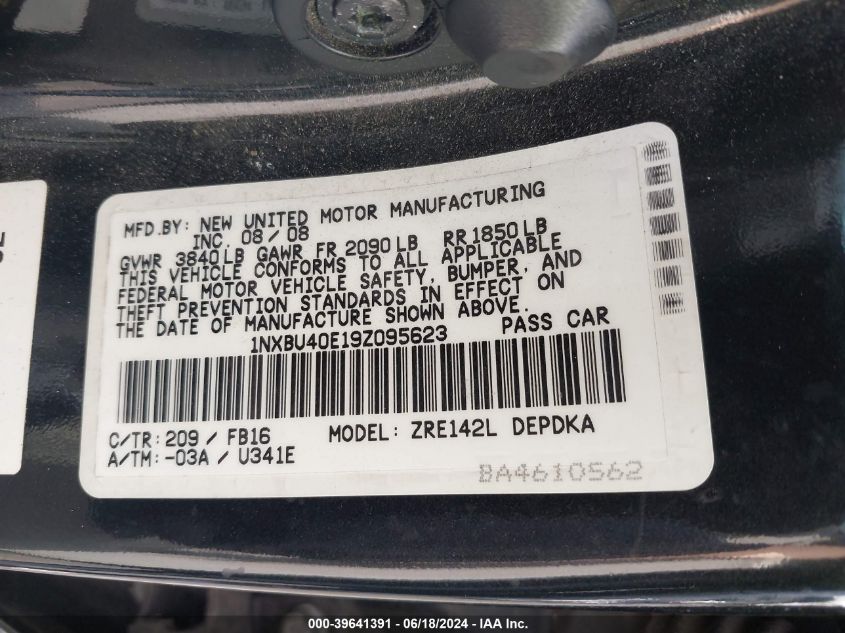 MFD.BY: NEW UNITED MOTOR MANUFACTURING
INC. 08/08
GVWR 3840LB GAWR FR 2090LB RR1850LB
THIS VEHICLE CONFORMS TO ALL APPLICABLE
FEDERAL MOTOR VEHICLE SAFETY, BUMPER, AND
THEFT PREVENTION STANDARDS IN EFFECT ON
THE DATE OF MANUFACTURE SHOWN ABOVE.
1NXBU40E19Z095623 PASS CAR
C/TR: 209 / FB16 MODEL: ZRE142L DEPDKA
A/TM: -03A / U341E
BA4610562
000-39641391 - 06/18/2024 - IAA Inc.